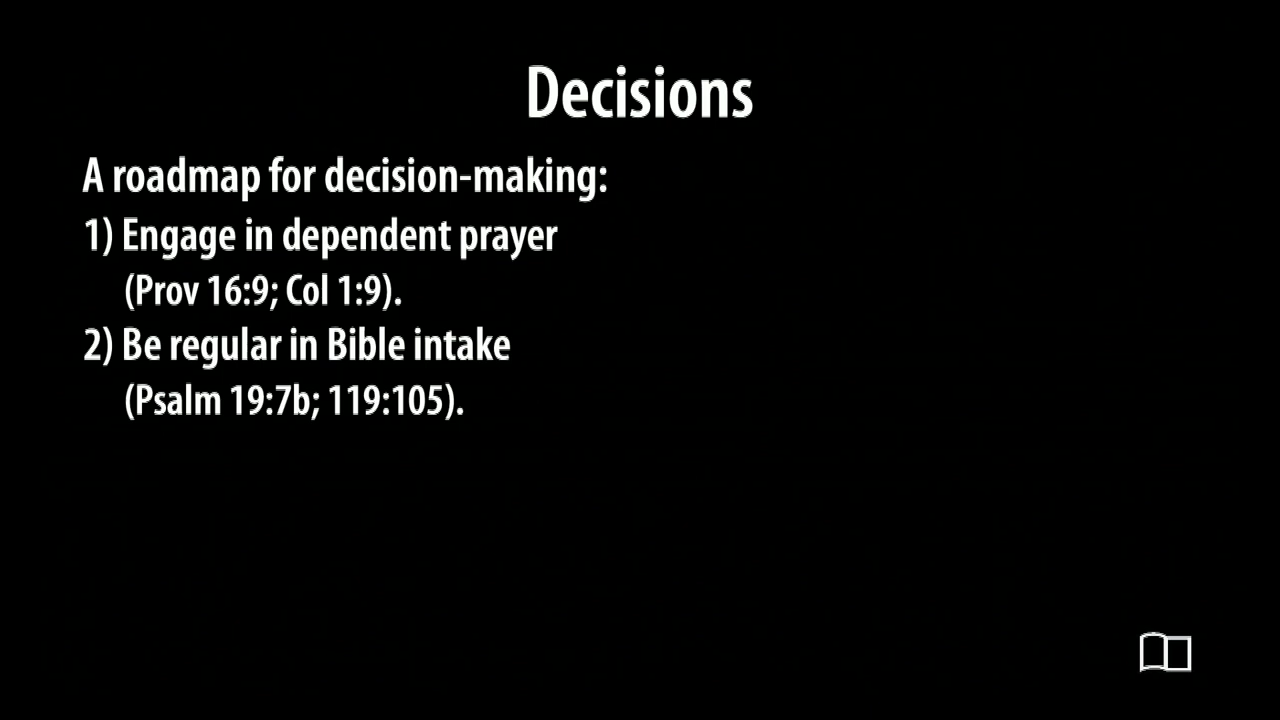 Decisions
A roadmap for decision-making:
1) Engage in dependent prayer
(Prov 16:9; Col 1:9).
2) Be regular in Bible intake
(Psalm 19:7b; 119:105).